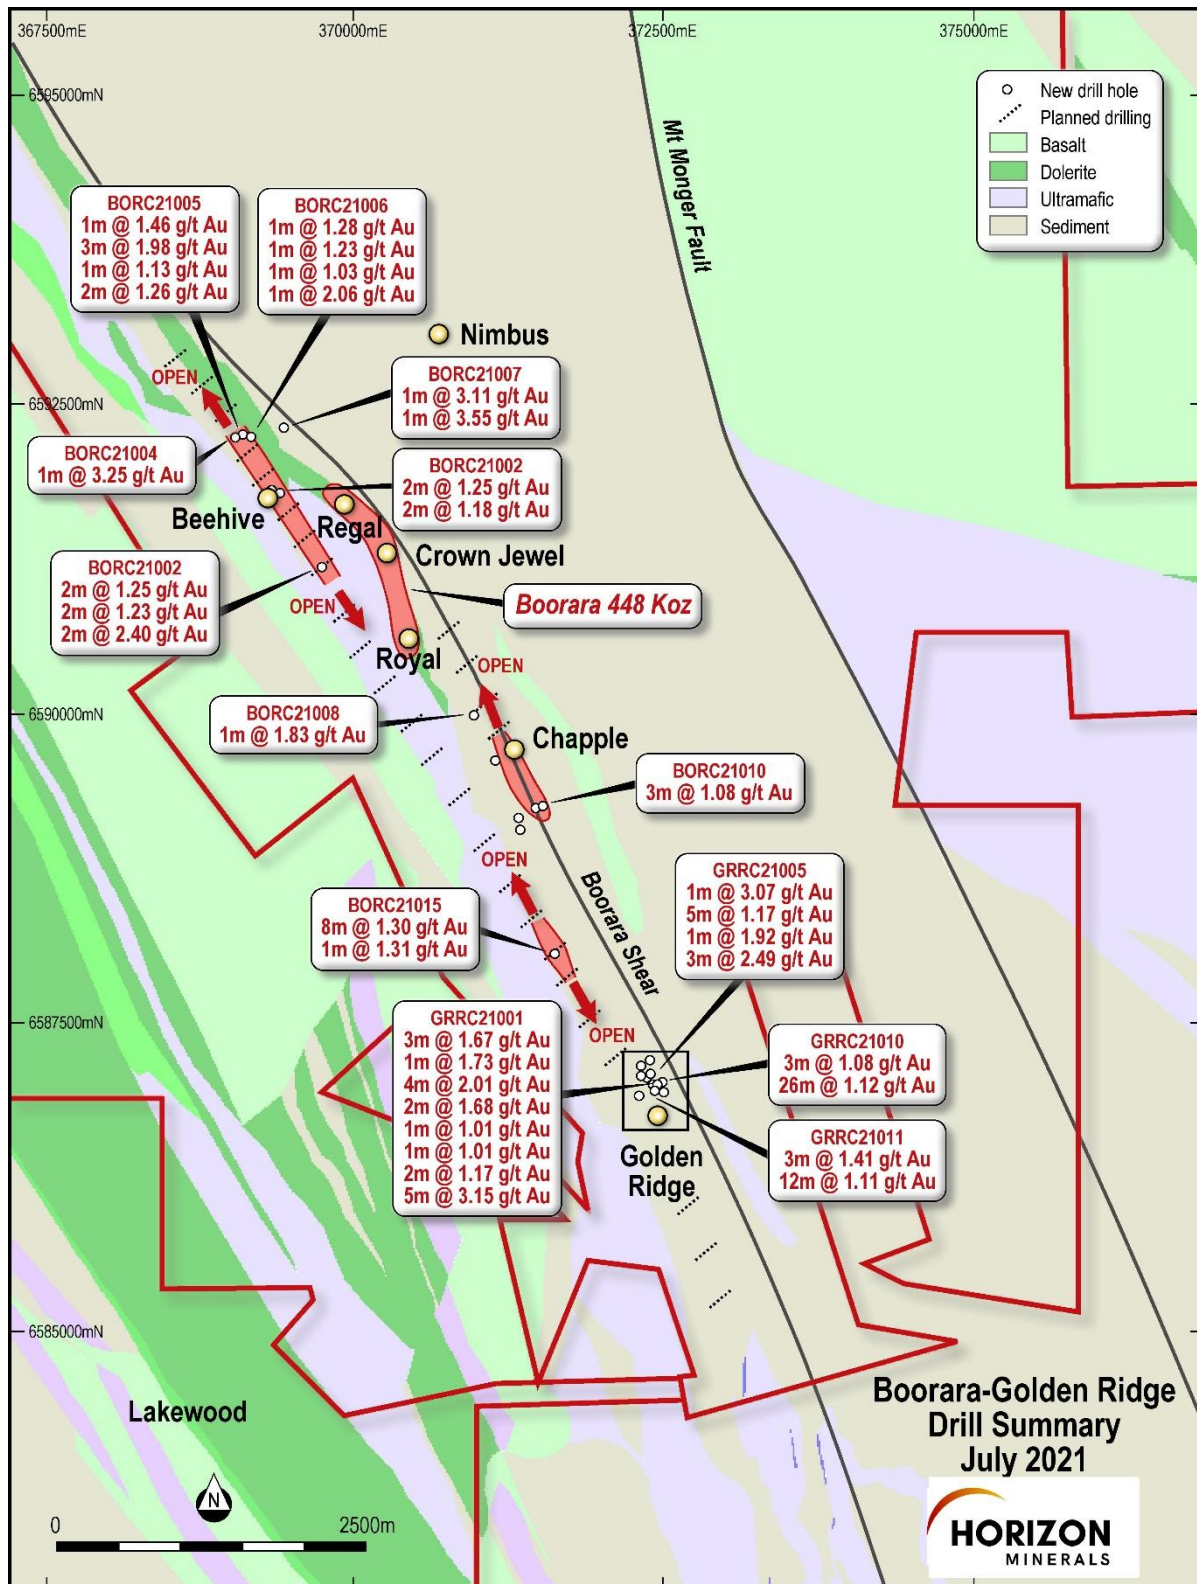 367500mE
370000mE
372500mE
375000mE
6595000mN
New drill hole
Planned drilling
Basalt
Dolerite
Ultramafic
Sediment
Mt Monger Fault
BORC21005
1m @ 1.46 g/t Au
3m @ 1.98 g/t Au
1m @ 1.13 g/t Au
2m @ 1.26 g/t Au
BORC21006
1m @ 1.28 g/t Au
1m @ 1.23 g/t Au
1m @ 1.03 g/t Au
1m @ 2.06 g/t Au
Nimbus
OPEN
BORC21007
1m @ 3.11 g/t Au
1m @ 3.55 g/t Au
6592500mN
BORC21004
1m @ 3.25 g/t Au
BORC21002
2m @ 1.25 g/t Au
2m @ 1.18 g/t Au
Beehive
Regal
Crown Jewel
BORC21002
2m @ 1.25 g/t Au
2m @ 1.23 g/t Au
2m @ 2.40 g/t Au
OPEN
Boorara 448 Koz
Royal
OPEN
6590000mN
BORC21008
1m @ 1.83 g/t Au
Chapple
BORC21010
3m @ 1.08 g/t Au
OPEN
Boorara Shear
GRRC21005
1m @ 3.07 g/t Au
5m @ 1.17 g/t Au
1m @ 1.92 g/t Au
3m @ 2.49 g/t Au
BORC21015
8m @ 1.30 g/t Au
1m @ 1.31 g/t Au
6587500mN
OPEN
GRRC21001
3m @ 1.67 g/t Au
1m @ 1.73 g/t Au
4m @ 2.01 g/t Au
2m @ 1.68 g/t Au
1m @ 1.01 g/t Au
1m @ 1.01 g/t Au
2m @ 1.17 g/t Au
5m @ 3.15 g/t Au
GRRC21010
3m @ 1.08 g/t Au
26m @ 1.12 g/t Au
GRRC21011
3m @ 1.41 g/t Au
12m @ 1.11 g/t Au
Golden
Ridge
6585000mN
Lakewood
N
0
2500m
Boorara-Golden Ridge
Drill Summary
July 2021
HORIZON
MINERALS